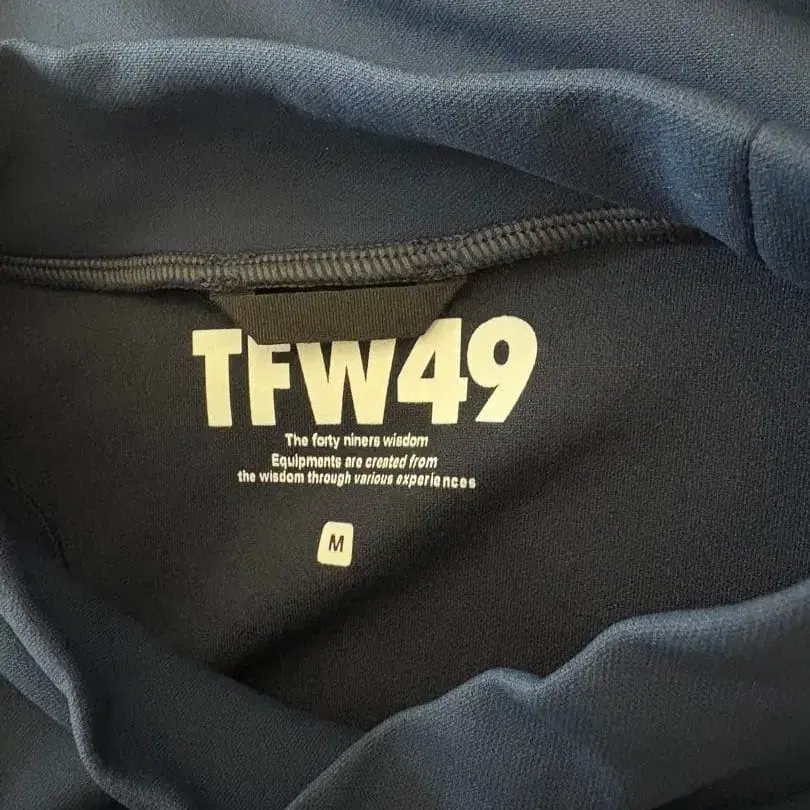 TFW49
The forty niners wisdom
Equipments are created from
the wisdom through various experiences
M